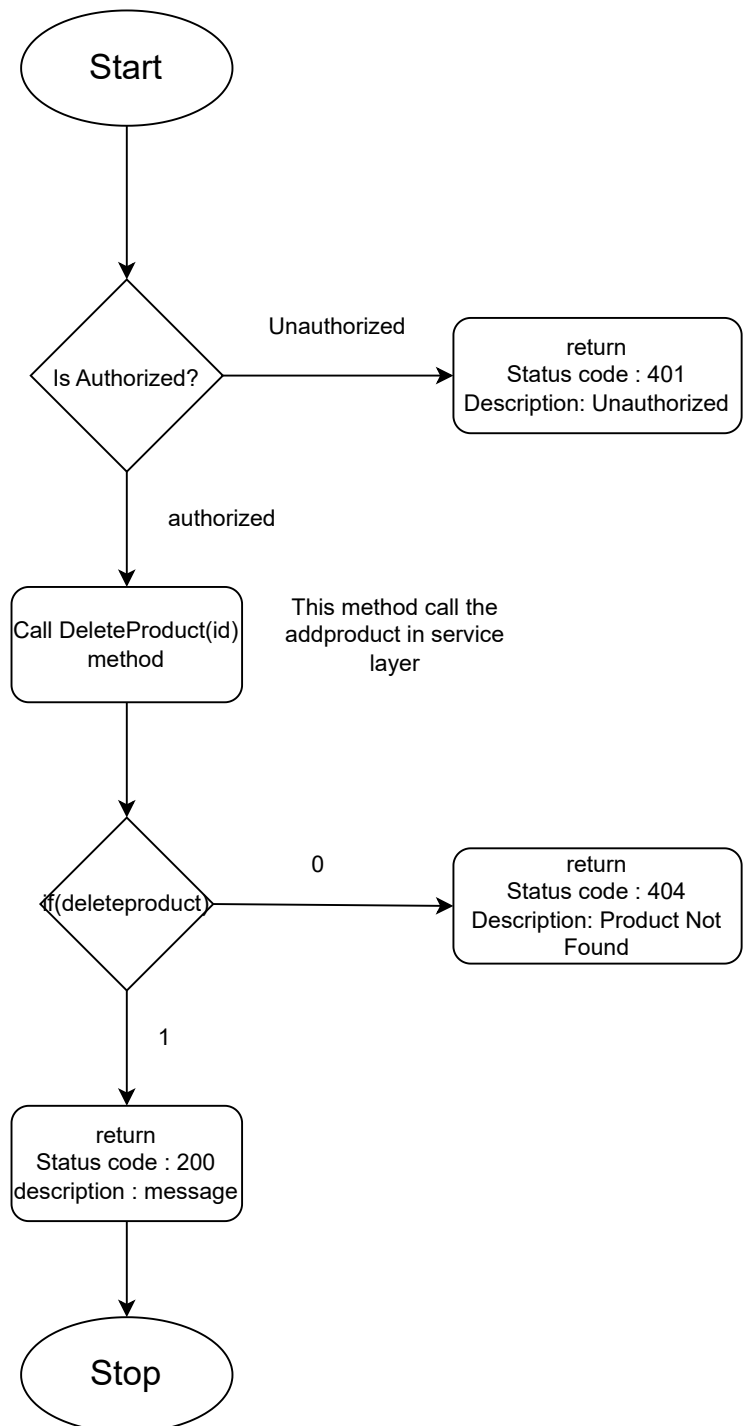 Start
Unauthorized
Is Authorized?
return
Status code : 401
Description: Unauthorized
authorized
Call DeleteProduct(id)
method
This method call the
addproduct in service
layer
if(deleteproduct)
0
return
Status code : 404
Description: Product Not
Found
1
return
Status code : 200
description : message
Stop